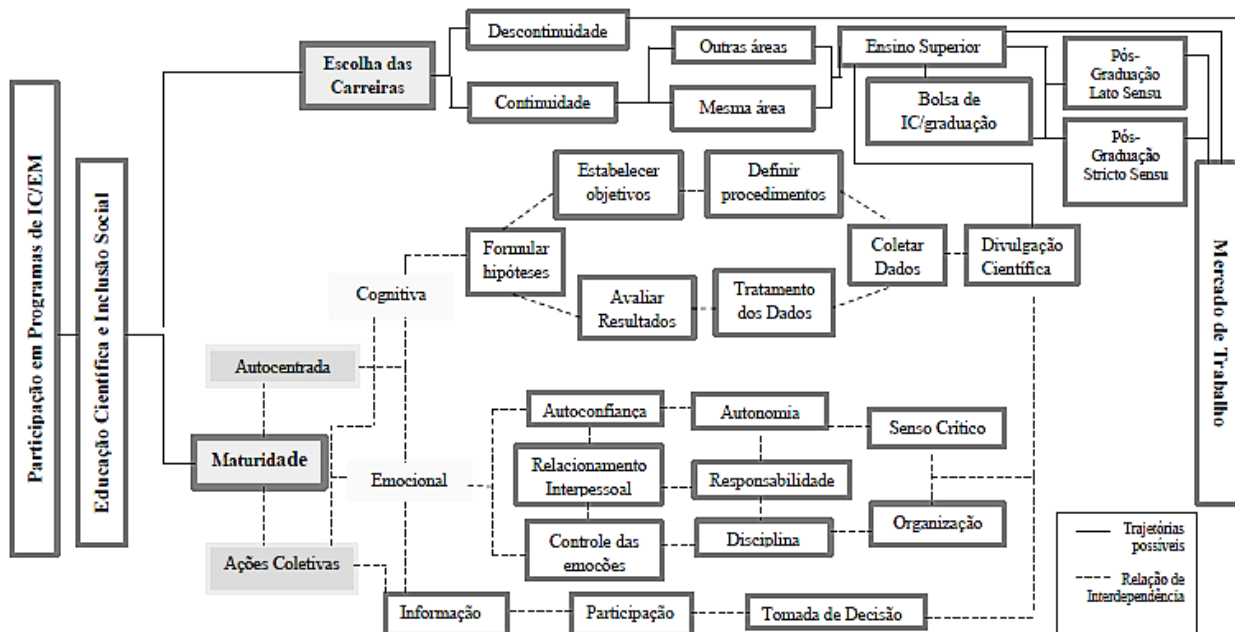 Participação em Programas de IC/EM
Educação Científica e Inclusão Social
Escolha das
Carreiras
Descontinuidade
Continuidade
Outras áreas
Mesma área
Ensino Superior
Bolsa de
IC/graduação
Pós-
Graduação
Lato Sensu
Pós-
Graduação
Stricto Sensu
Mercado de Trabalho
Estabelecer
objetivos
Definir
procedimentos
Formular
hipóteses
Coletar
Dados
Divulgação
Científica
Avaliar
Resultados
Tratamento
dos Dados
Cognitiva
Autocentrada
Maturidade
Emocional
Ações Coletivas
Autoconfiança
Autonomia
Senso Crítico
Relacionamento
Interpessoal
Responsabilidade
Controle das
emocões
Disciplina
Organização
Informação
Participação
Tomada de Decisão
Trajetórias
possíveis
Relação de
Interdependência